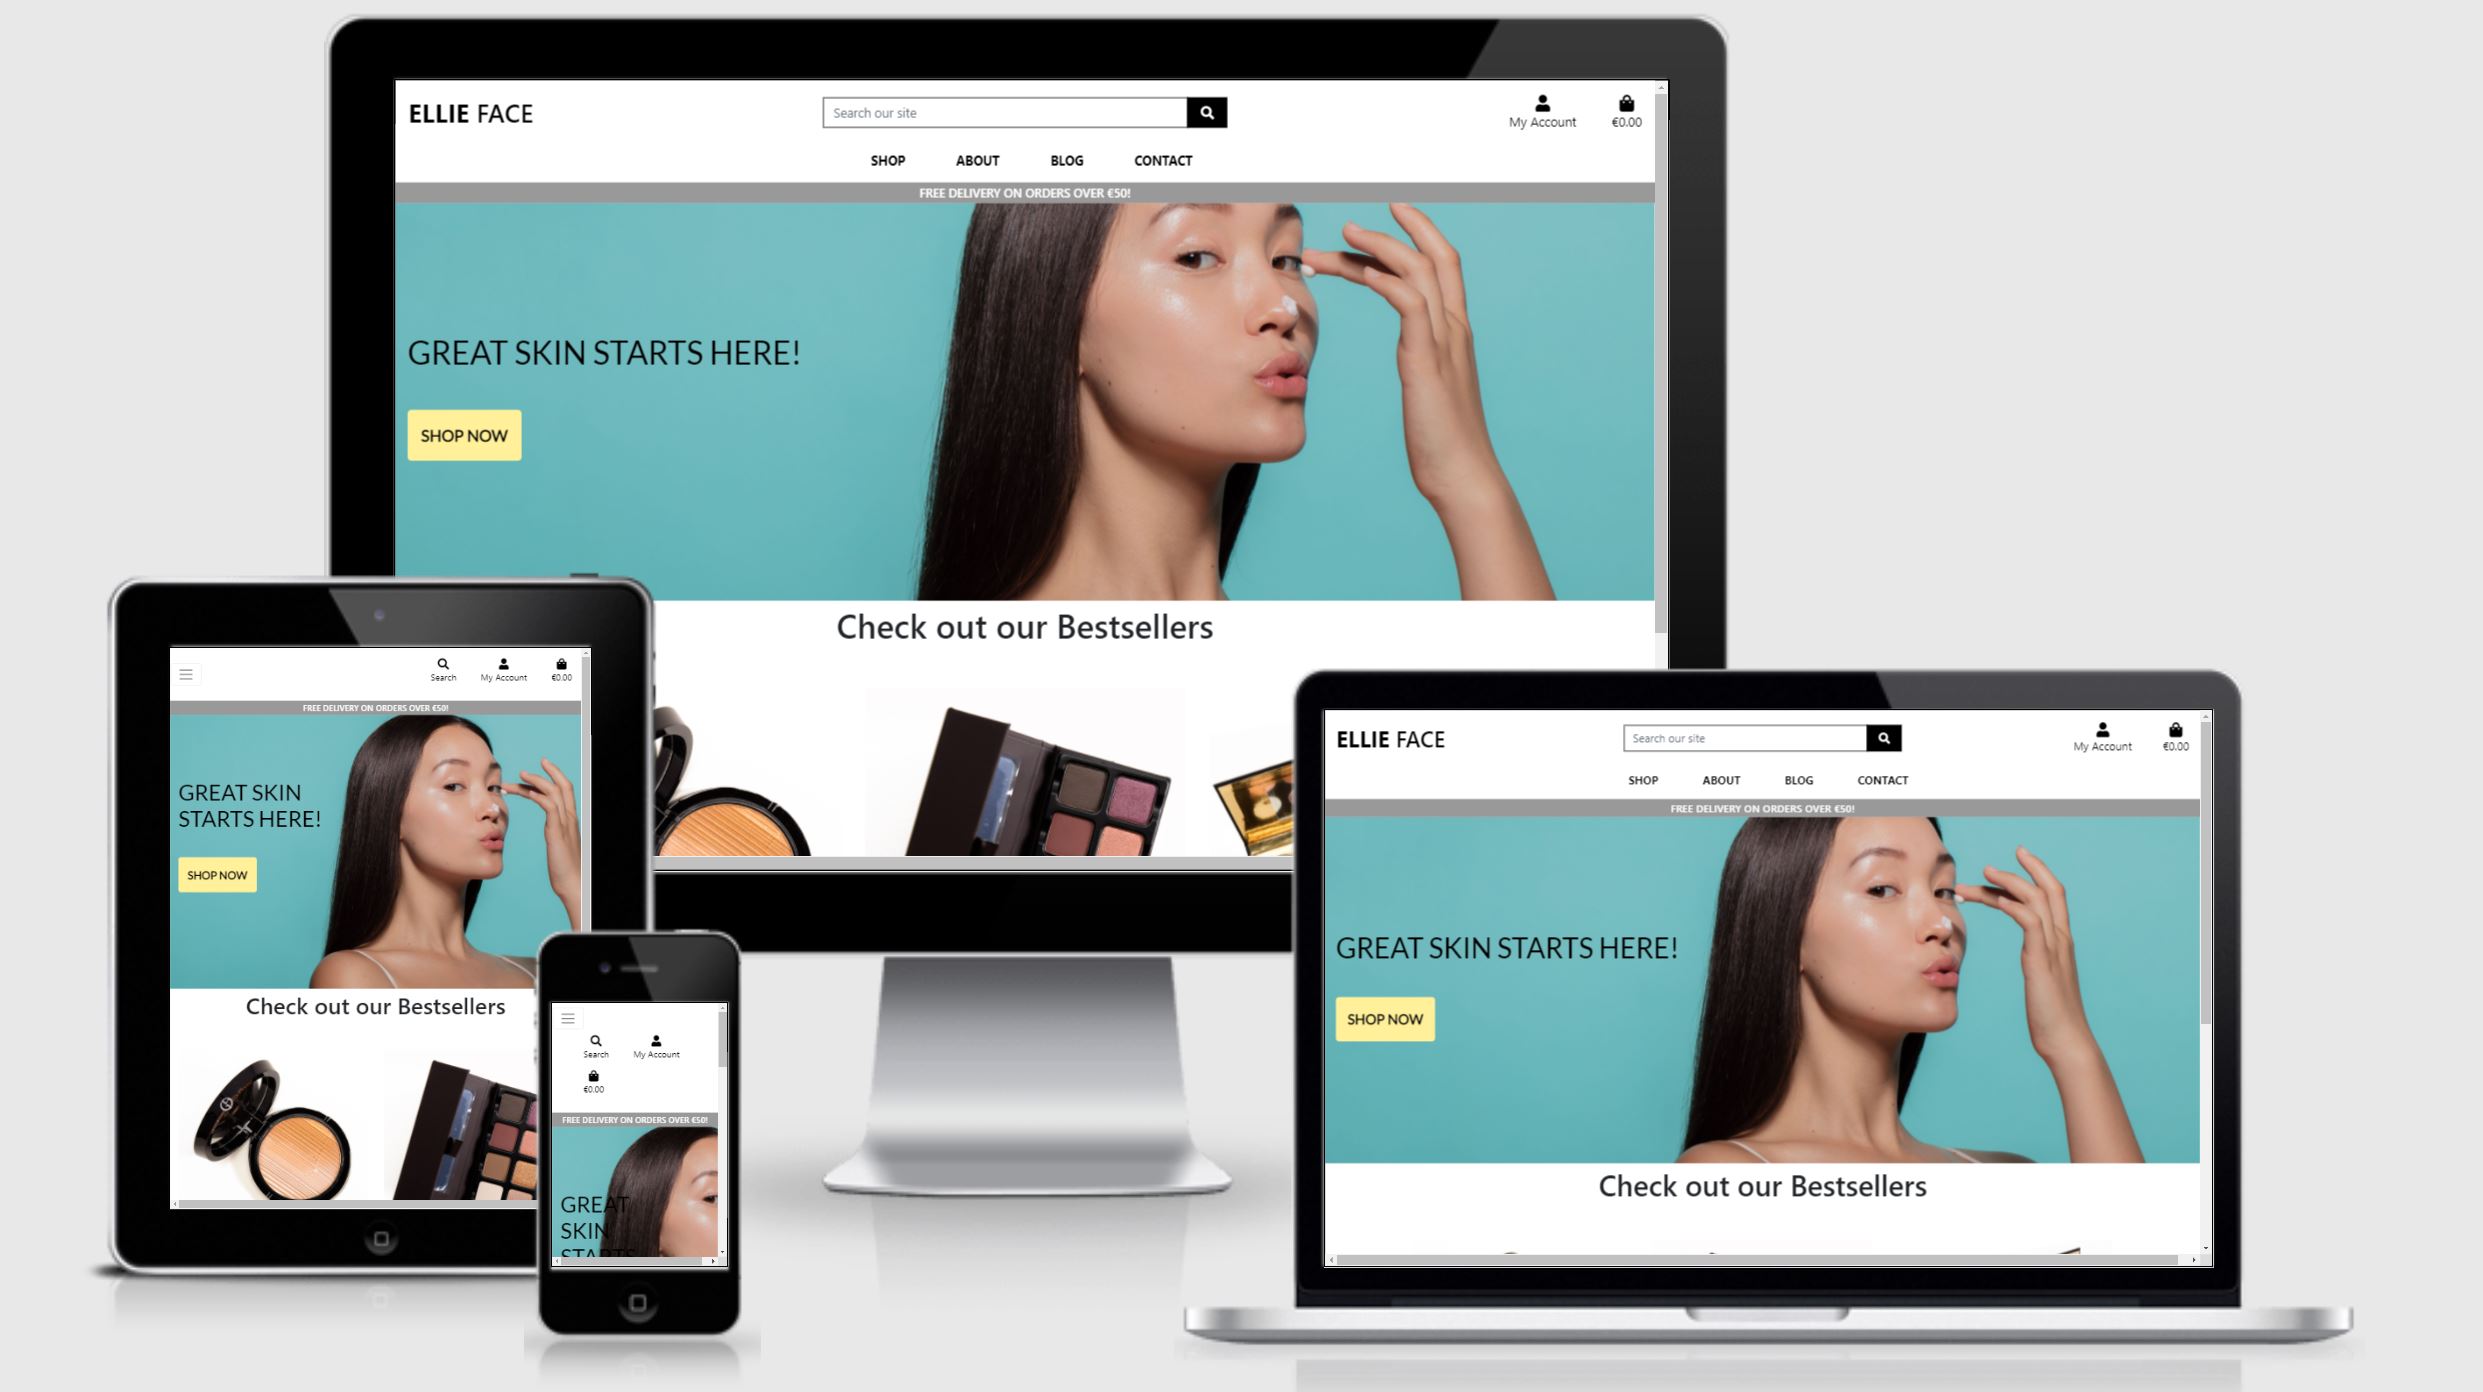 ELLIE FACE
Search our site
My Account
€0.00
SHOP ABOUT BLOG CONTACT
FREE DELIVERY ON ORDERS OVER €50!
GREAT SKIN STARTS HERE!
SHOP NOW
Check out our Bestsellers
Search My Account €0.00
FREE DELIVERY ON ORDERS OVER €50!
GREAT SKIN
STARTS HERE!
SHOP NOW
Check out our Bestsellers
Search My Account
€0.00
FREE DELIVERY ON ORDERS OVER €50!
GREAT
SKIN
STARTS
ELLIE FACE
Search our site
My Account
€0.00
SHOP ABOUT BLOG CONTACT
FREE DELIVERY ON ORDERS OVER €50!
GREAT SKIN STARTS HERE!
SHOP NOW
Check out our Bestsellers